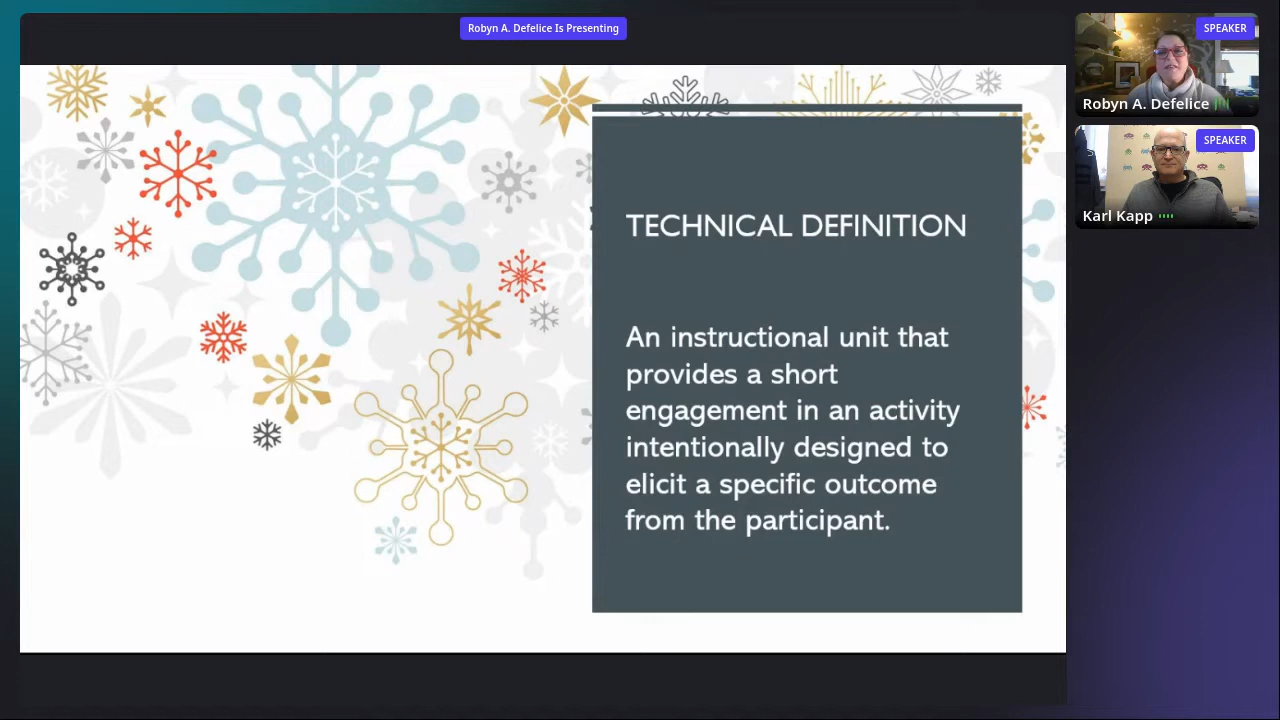 Robyn A. Defelice Is Presenting
SPEAKER
Robyn A. Defelice
SPEAKER
Karl Kapp
TECHNICAL DEFINITION
An instructional unit that
provides a short
engagement in an activity
intentionally designed to
elicit a specific outcome
from the participant.